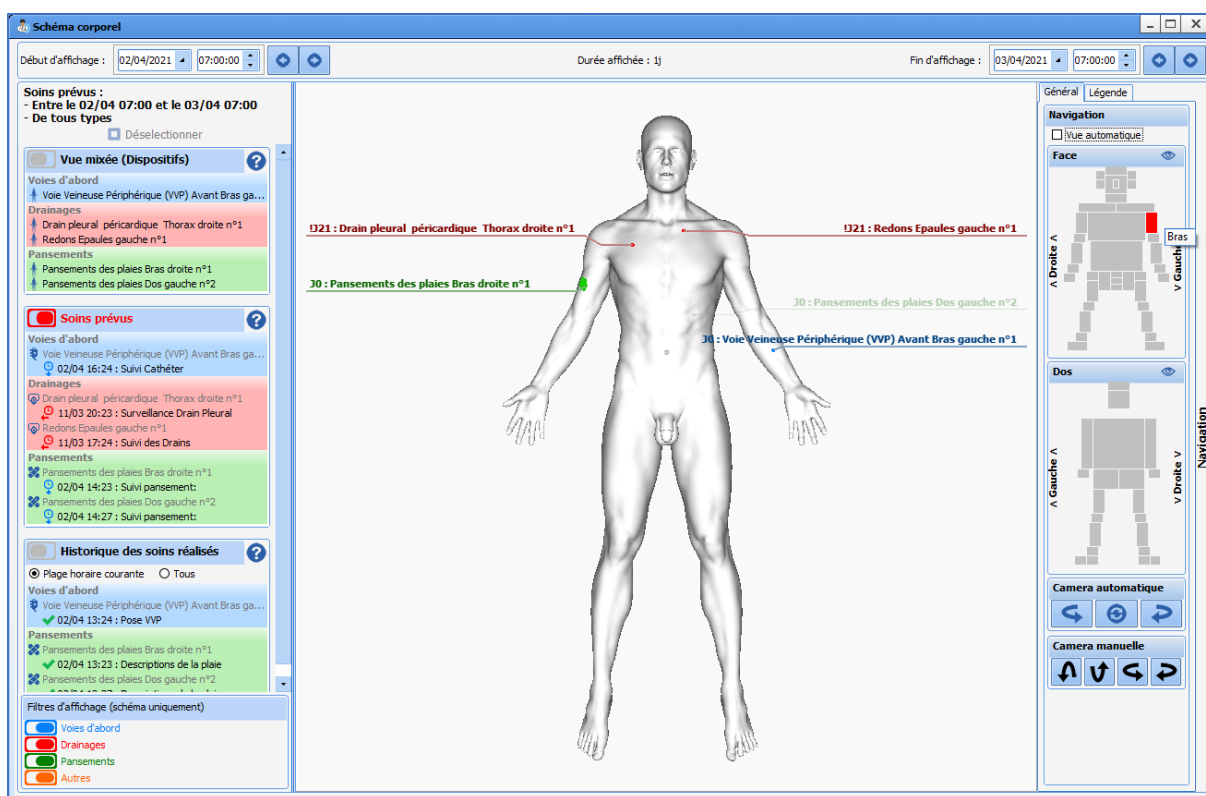 Schéma corporel
Début d'affichage : 02/04/2021 07:00:00 Durée affichée : 1j Fin d'affichage : 03/04/2021 07:00:00
Soins prévus :
- Entre le 02/04 07:00 et le 03/04 07:00
- De tous types
Déselectionner
Vue mixée (Dispositifs) ?
Voies d'abord
Voie Veineuse Périphérique (VVP) Avant Bras ga...
Drainages
Drain pleural péricardique Thorax droite n°1
Redons Epaules gauche n°1
Pansements
Pansements des plaies Bras droite n°1
Pansements des plaies Dos gauche n°2
Soins prévus ?
Voies d'abord
Voie Veineuse Périphérique (VVP) Avant Bras ga...
02/04 16:24 : Suivi Cathéter
Drainages
Drain pleural péricardique Thorax droite n°1
11/03 20:23 : Surveillance Drain Pleural
Redons Epaules gauche n°1
11/03 17:24 : Suivi des Drains
Pansements
Pansements des plaies Bras droite n°1
02/04 14:23 : Suivi pansement:
Pansements des plaies Dos gauche n°2
02/04 14:27 : Suivi pansement:
Historique des soins réalisés ?
Plage horaire courante Tous
Voies d'abord
Voie Veineuse Périphérique (VVP) Avant Bras ga...
02/04 13:24 : Pose VVP
Pansements
Pansements des plaies Bras droite n°1
02/04 13:23 : Descriptions de la plaie
Pansements des plaies Dos gauche n°2
Filtres d'affichage (schéma uniquement)
Voies d'abord
Drainages
Pansements
Autres
!J21 : Drain pleural péricardique Thorax droite n°1
!J21 : Redons Epaules gauche n°1
J0 : Pansements des plaies Bras droite n°1
J0 : Pansements des plaies Dos gauche n°2
J0 : Voie Veineuse Périphérique (VVP) Avant Bras gauche n°1
Général Légende
Navigation
Vue automatique
Face
< Droite <
Bras
> Gauche >
Dos
< Gauche <
> Droite >
Camera automatique
Camera manuelle
Navigation